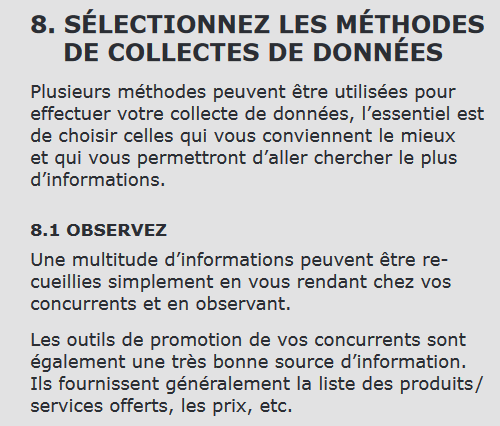 8. SÉLECTIONNEZ LES MÉTHODES
DE COLLECTES DE DONNÉES
Plusieurs méthodes peuvent être utilisées pour
effectuer votre collecte de données, l’essentiel est
de choisir celles qui vous conviennent le mieux
et qui vous permettront d’aller chercher le plus
d’informations.
8.1 OBSERVEZ
Une multitude d’informations peuvent être re-
cueillies simplement en vous rendant chez vos
concurrents et en observant.
Les outils de promotion de vos concurrents sont
également une très bonne source d’information.
Ils fournissent généralement la liste des produits/
services offerts, les prix, etc.